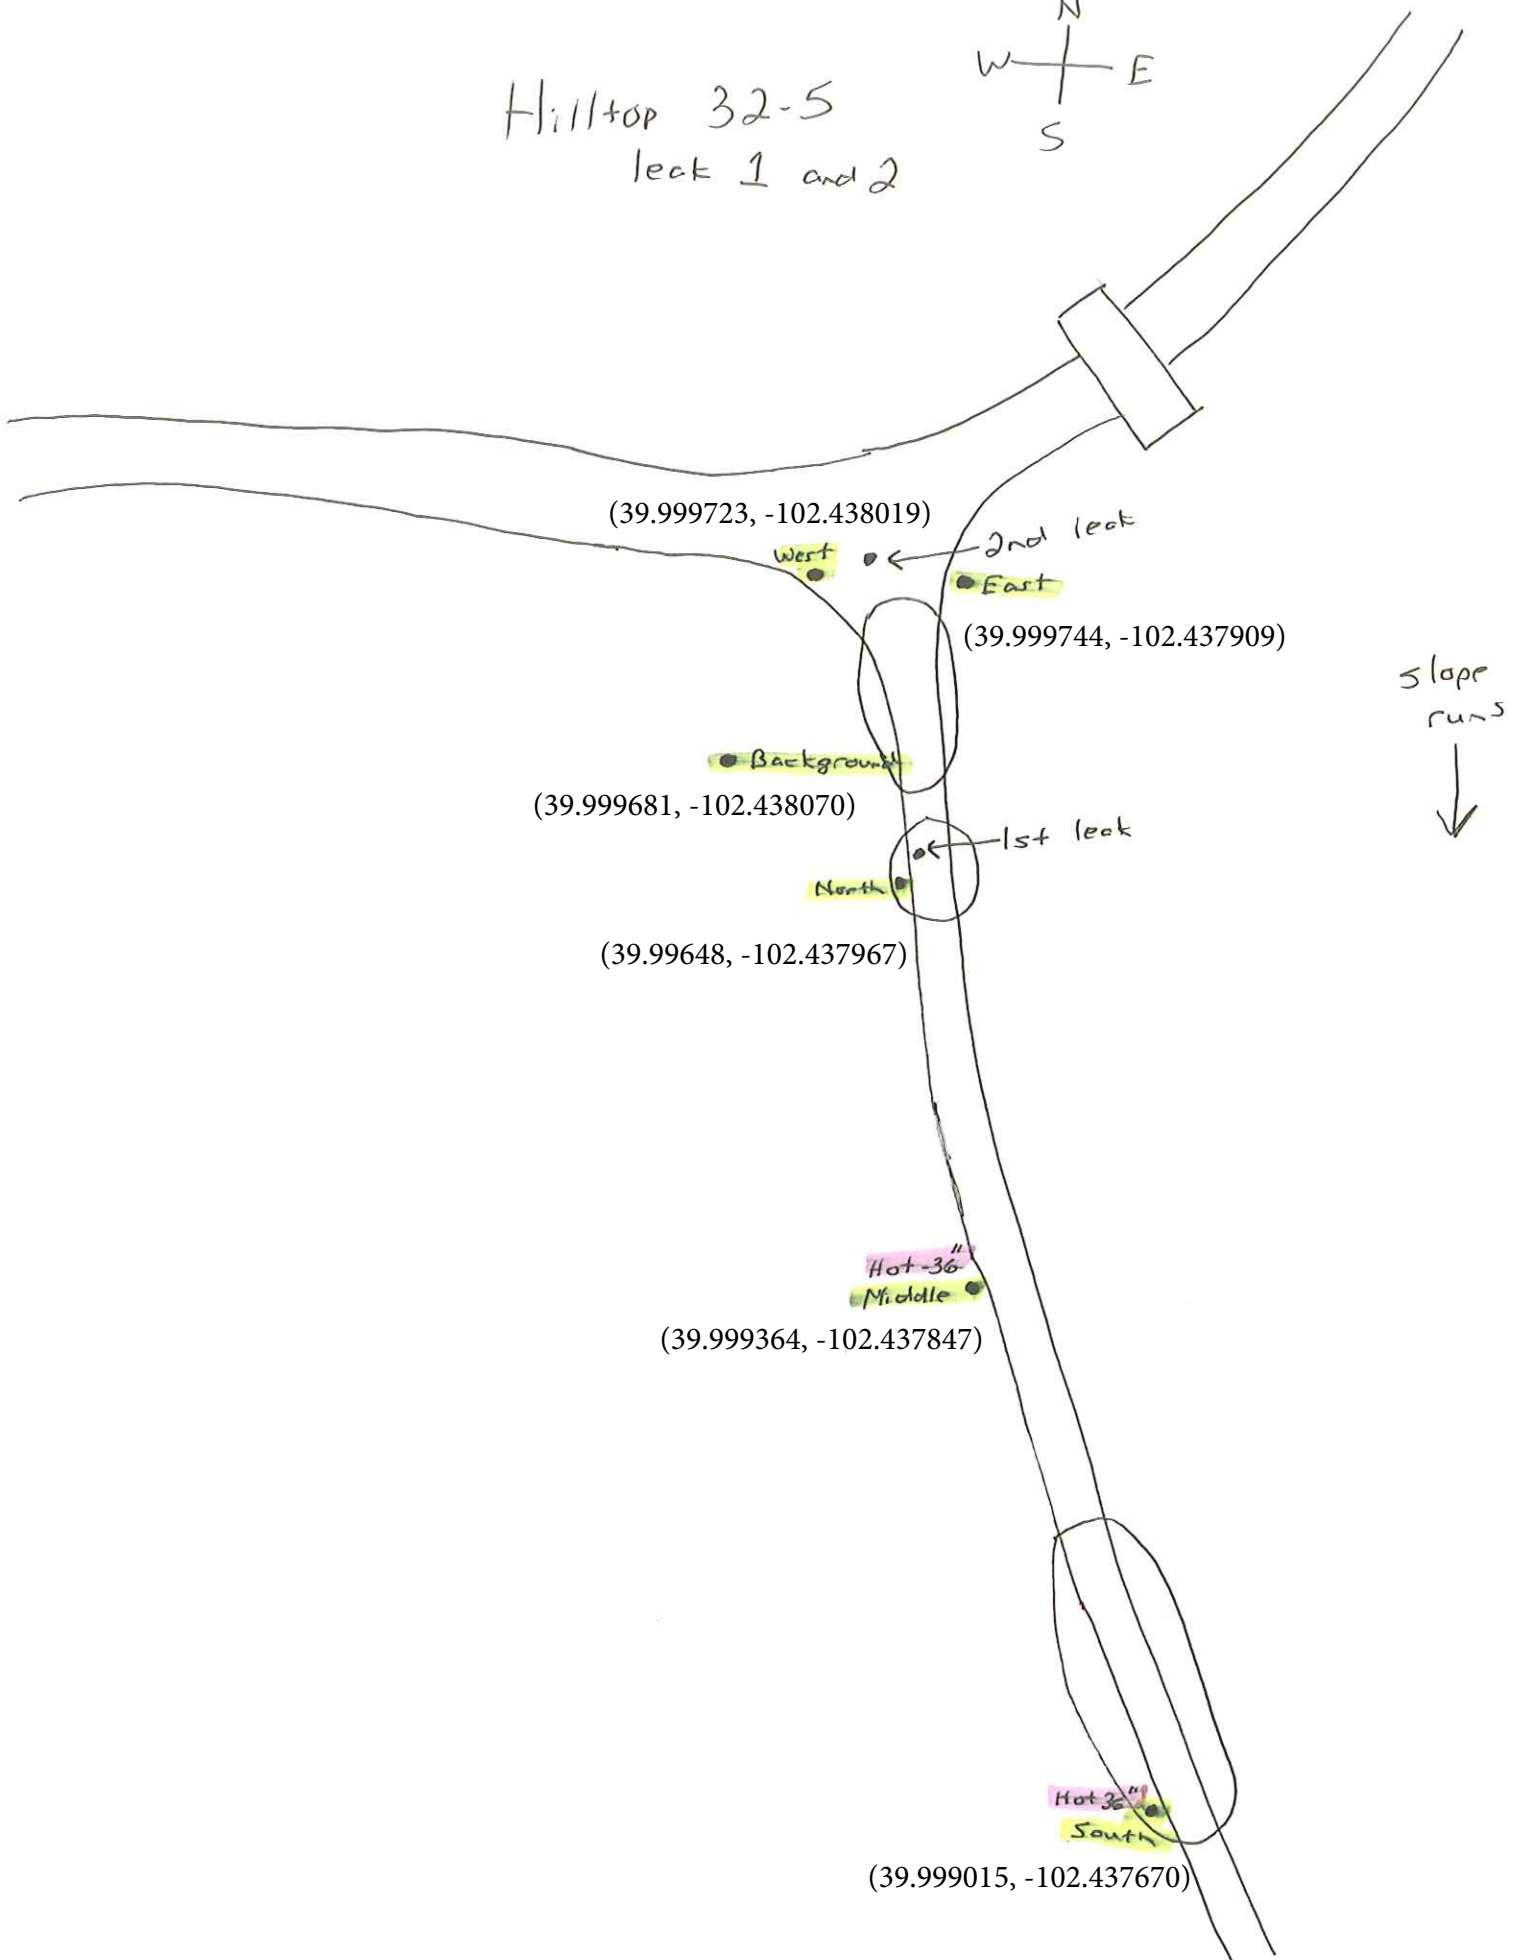 N
W E
S
Hilltop 32-5
leak 1 and 2
(39.999723, -102.438019)
2nd leak
West
East
(39.999744, -102.437909)
slope
runs
Background
(39.999681, -102.438070)
1st leak
North
(39.99648, -102.437967)
Hot-36"
Middle
(39.999364, -102.437847)
Hot 36"
South
(39.999015, -102.437670)